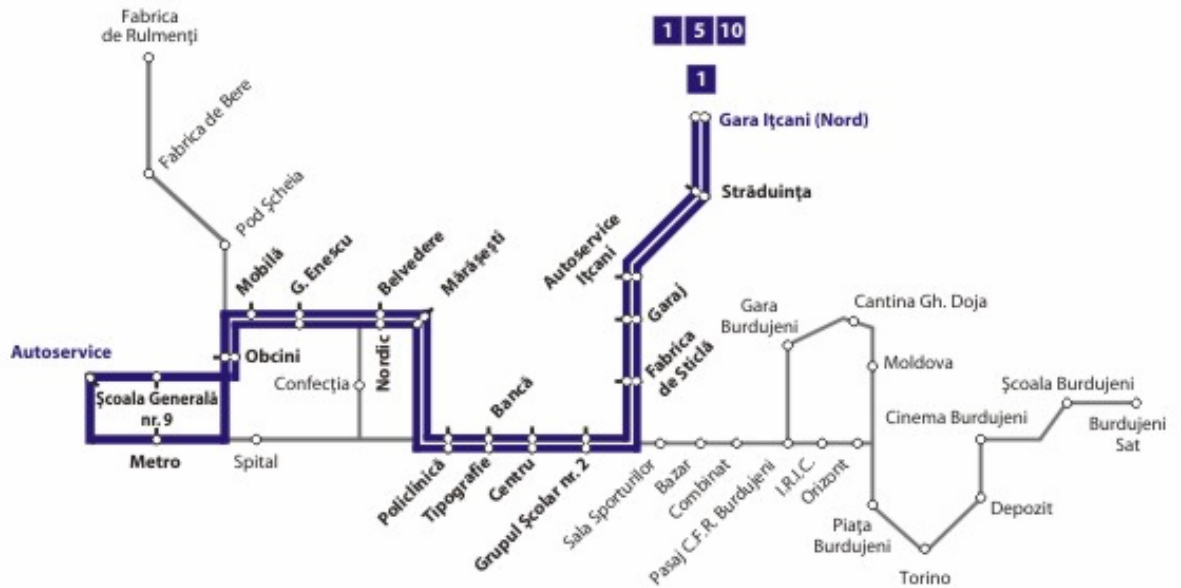 Fabrica
de Rulmenți
1 5 10
1
Gara Ițcani (Nord)
Fabrica de Bere
Străduința
Pod Șcheia
Mobilă
G. Enescu
Belvedere
Mărășești
Autoservice
Ițcani
Garaj
Fabrica
de Sticlă
Gara
Burdujeni
Cantina Gh. Doja
Autoservice
Obcini
Nordic
Confecția
Moldova
Școala Generală
nr. 9
Bancă
Școala Burdujeni
Cinema Burdujeni
Burdujeni
Sat
Metro
Spital
Policlinică
Tipografie
Centru
Grupul Școlar nr. 2
Sala Sporturilor
Bazar
Combinat
Pasaj C.F.R. Burdujeni
I.R.I.C.
Orizont
Piața
Burdujeni
Depozit
Torino